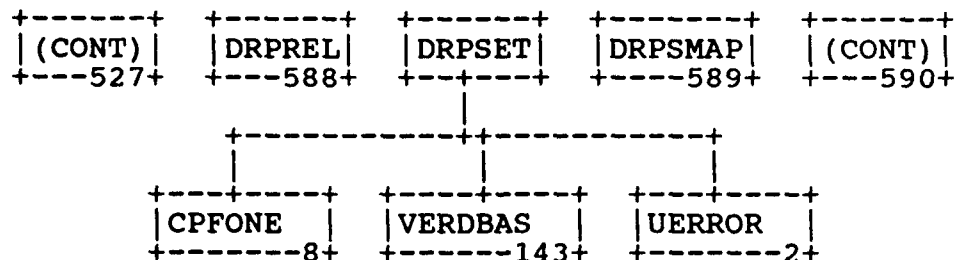 (CONT) DRPREL DRPSET DRPSMAP (CONT)
527 588 589 590
CPFONE VERDBAS UERROR
8 143 2